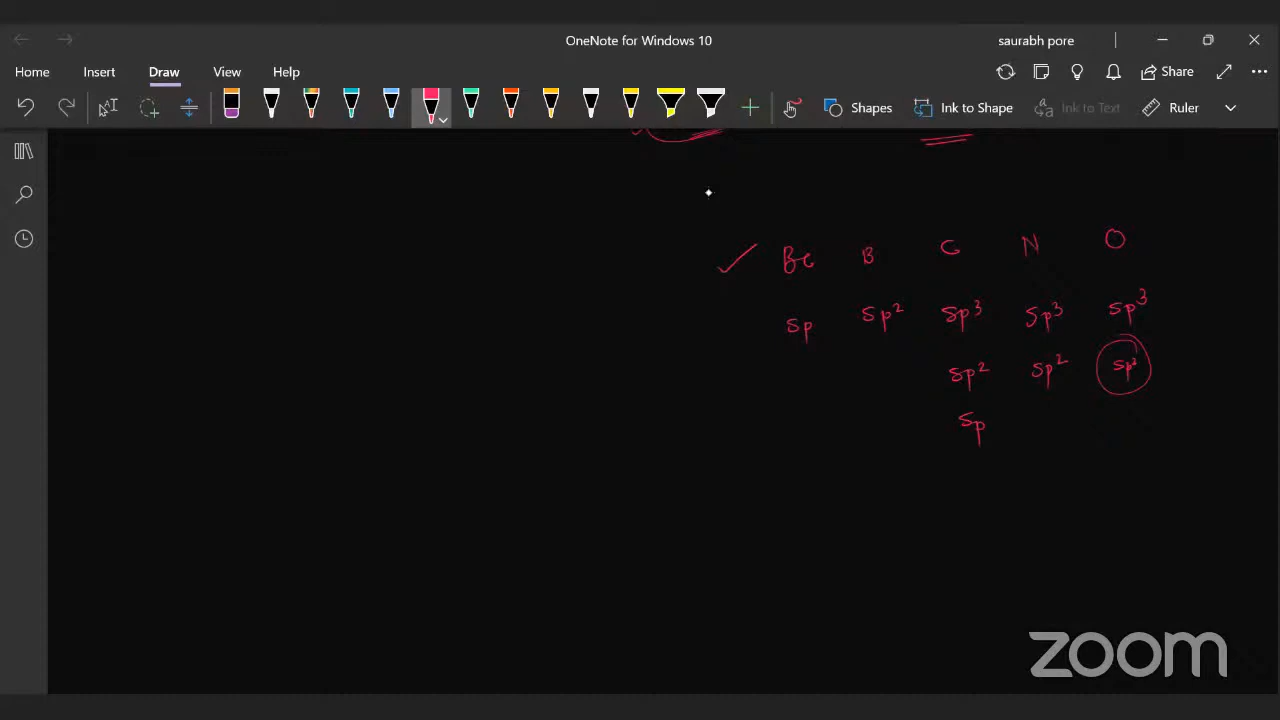 OneNote for Windows 10
saurabh pore
Home Insert Draw View Help
Share
Shapes Ink to Shape Ink to Text Ruler
Be B C N O
sp sp² sp³ sp³ sp³
sp² sp² sp²
sp
zoom